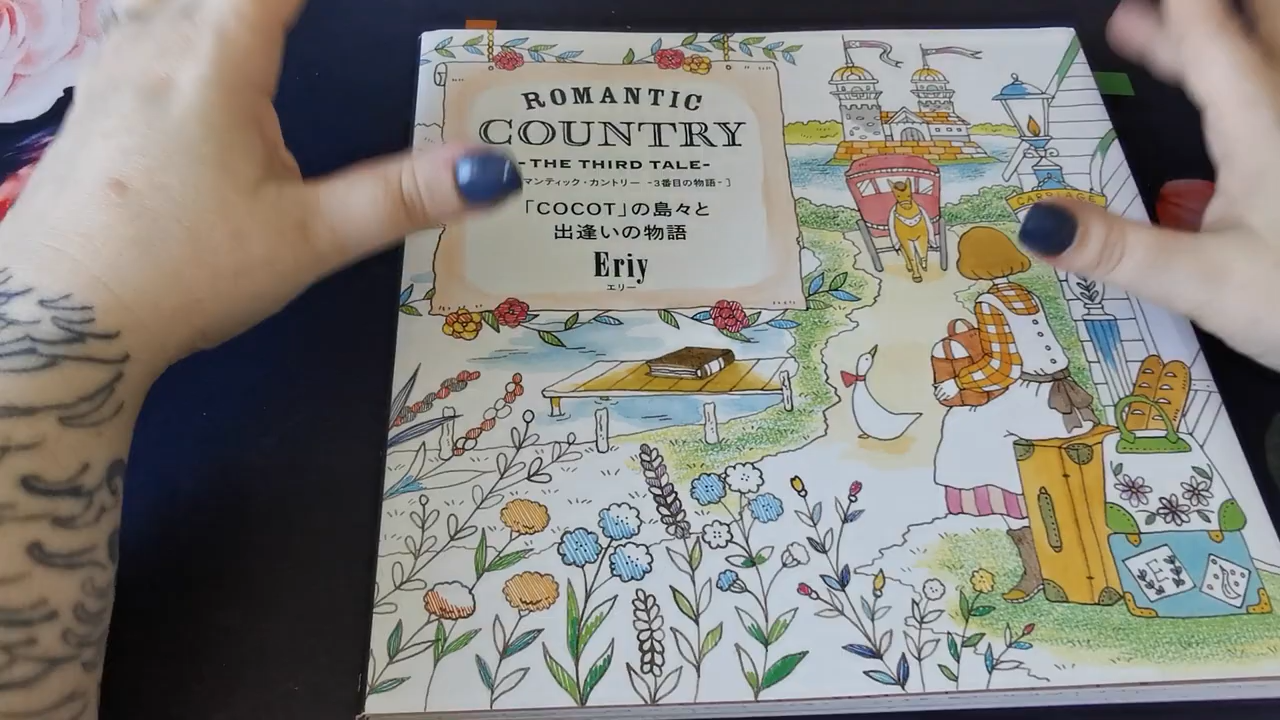 ROMANTIC
COUNTRY
-THE THIRD TALE-
マンティック・カントリー -3番目の物語-]
「COCOT」の島々と
出逢いの物語
Eriy
エリー
CARRIAGE
E